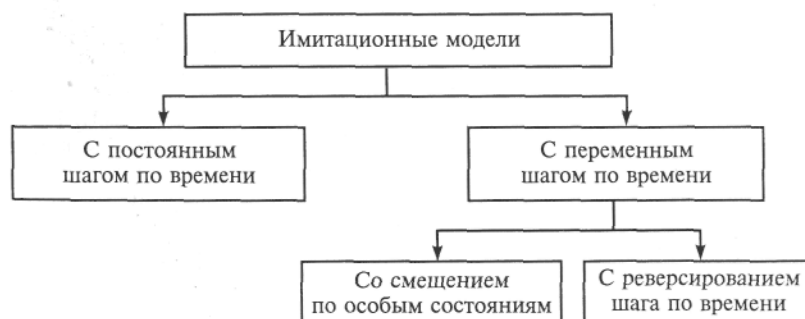 Имитационные модели
С постоянным
шагом по времени
С переменным
шагом по времени
Со смещением
по особым состояниям
С реверсированием
шага по времени